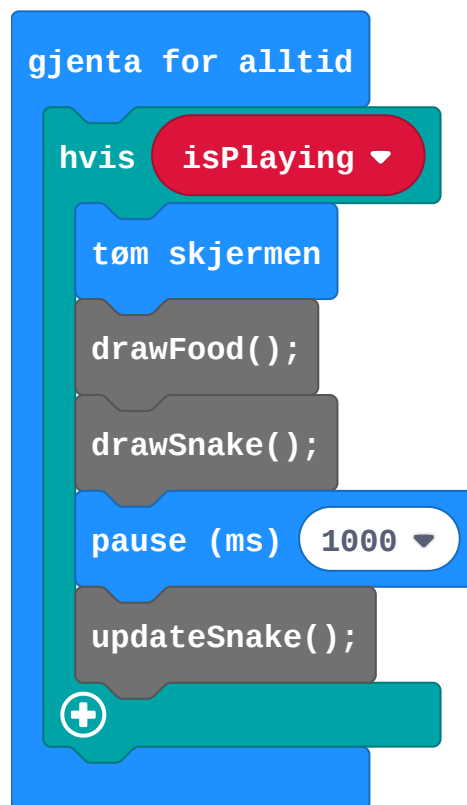 gjenta for alltid
hvis isPlaying
tøm skjermen
drawFood();
drawSnake();
pause (ms) 1000
updateSnake();